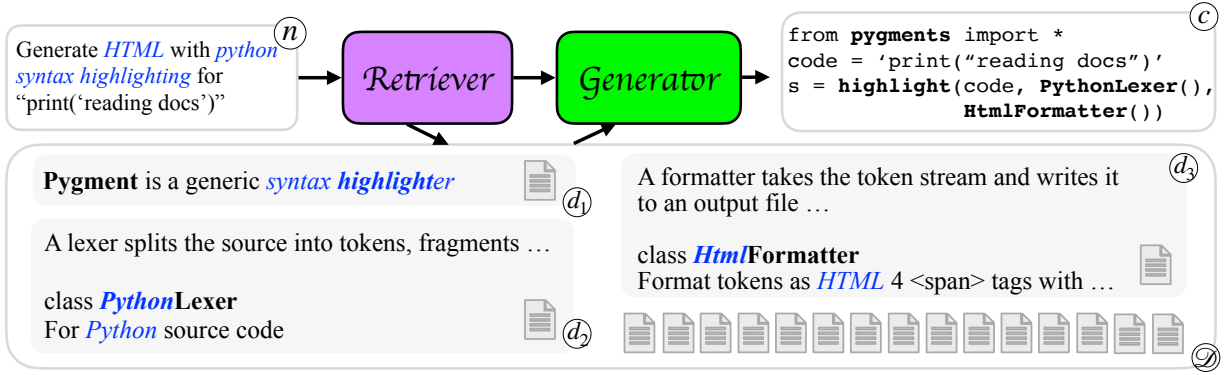 Generate HTML with python
syntax highlighting for
“print(‘reading docs’)”
n
Retriever
Generator
c
from pygments import *
code = ‘print(“reading docs”)’
s = highlight(code, PythonLexer(),
HtmlFormatter())
Pygment is a generic syntax highlighter
d1
A lexer splits the source into tokens, fragments …
class PythonLexer
For Python source code
d2
A formatter takes the token stream and writes it
to an output file …
d3
class HtmlFormatter
Format tokens as HTML 4 <span> tags with …
𝒟